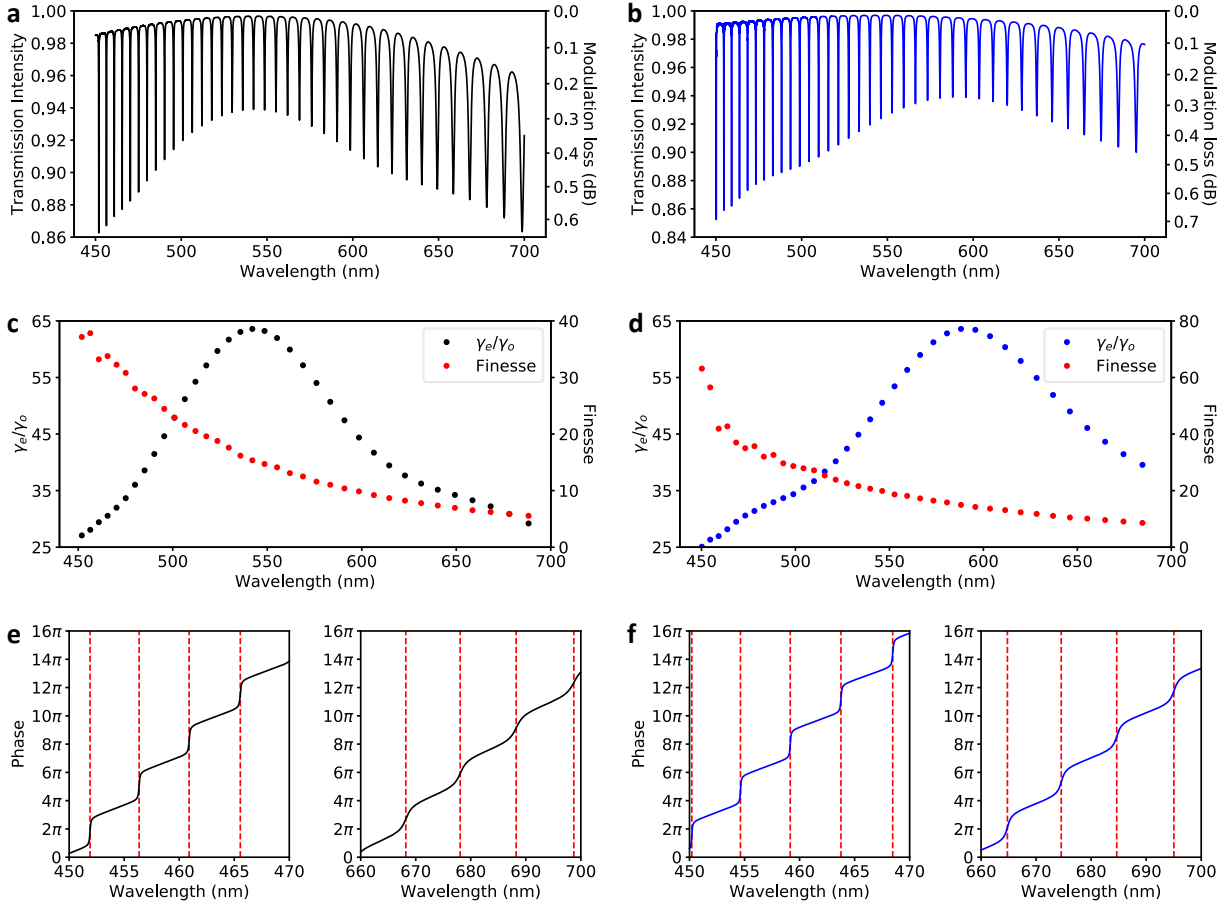 a
1.00
0.98
0.96
0.94
0.92
0.90
0.88
0.86
Transmission Intensity
450 500 550 600 650 700
Wavelength (nm)
0.0
0.1
0.2
0.3
0.4
0.5
0.6
Modulation loss (dB)
b
1.00
0.98
0.96
0.94
0.92
0.90
0.88
0.86
0.84
Transmission Intensity
450 500 550 600 650 700
Wavelength (nm)
0.0
0.1
0.2
0.3
0.4
0.5
0.6
0.7
Modulation loss (dB)
c
65
55
45
35
25
γₑ/γₒ
γₑ/γₒ
Finesse
450 500 550 600 650 700
Wavelength (nm)
40
30
20
10
0
Finesse
d
65
55
45
35
25
γₑ/γₒ
γₑ/γₒ
Finesse
450 500 550 600 650 700
Wavelength (nm)
80
60
40
20
0
Finesse
e
16π
14π
12π
10π
8π
6π
4π
2π
0
Phase
450 455 460 465 470
Wavelength (nm)
16π
14π
12π
10π
8π
6π
4π
2π
0
660 670 680 690 700
Wavelength (nm)
f
16π
14π
12π
10π
8π
6π
4π
2π
0
Phase
450 455 460 465 470
Wavelength (nm)
16π
14π
12π
10π
8π
6π
4π
2π
0
660 670 680 690 700
Wavelength (nm)